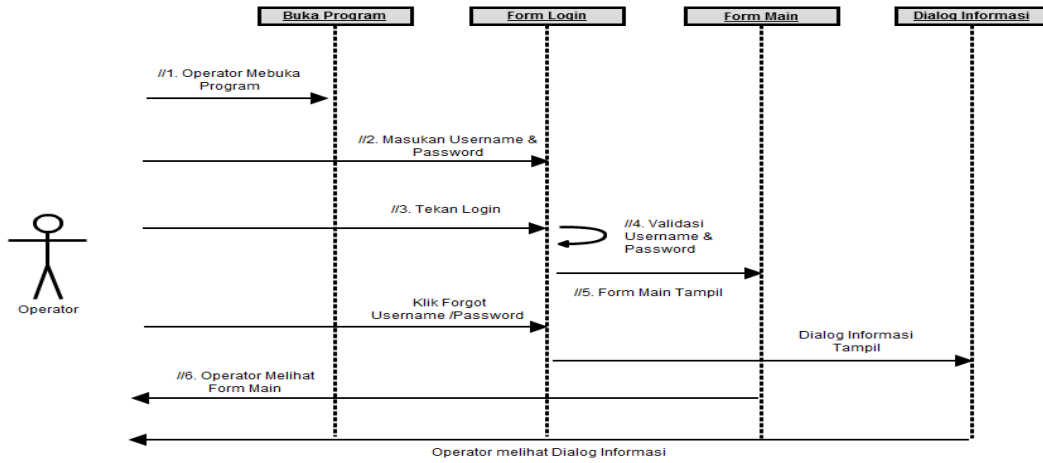 Buka Program
Form Login
Form Main
Dialog Informasi
//1. Operator Mebuka
Program
//2. Masukan Username &
Password
//3. Tekan Login
//4. Validasi
Username &
Password
//5. Form Main Tampil
Operator
Klik Forgot
Username /Password
Dialog Informasi
Tampil
//6. Operator Melihat
Form Main
Operator melihat Dialog Informasi